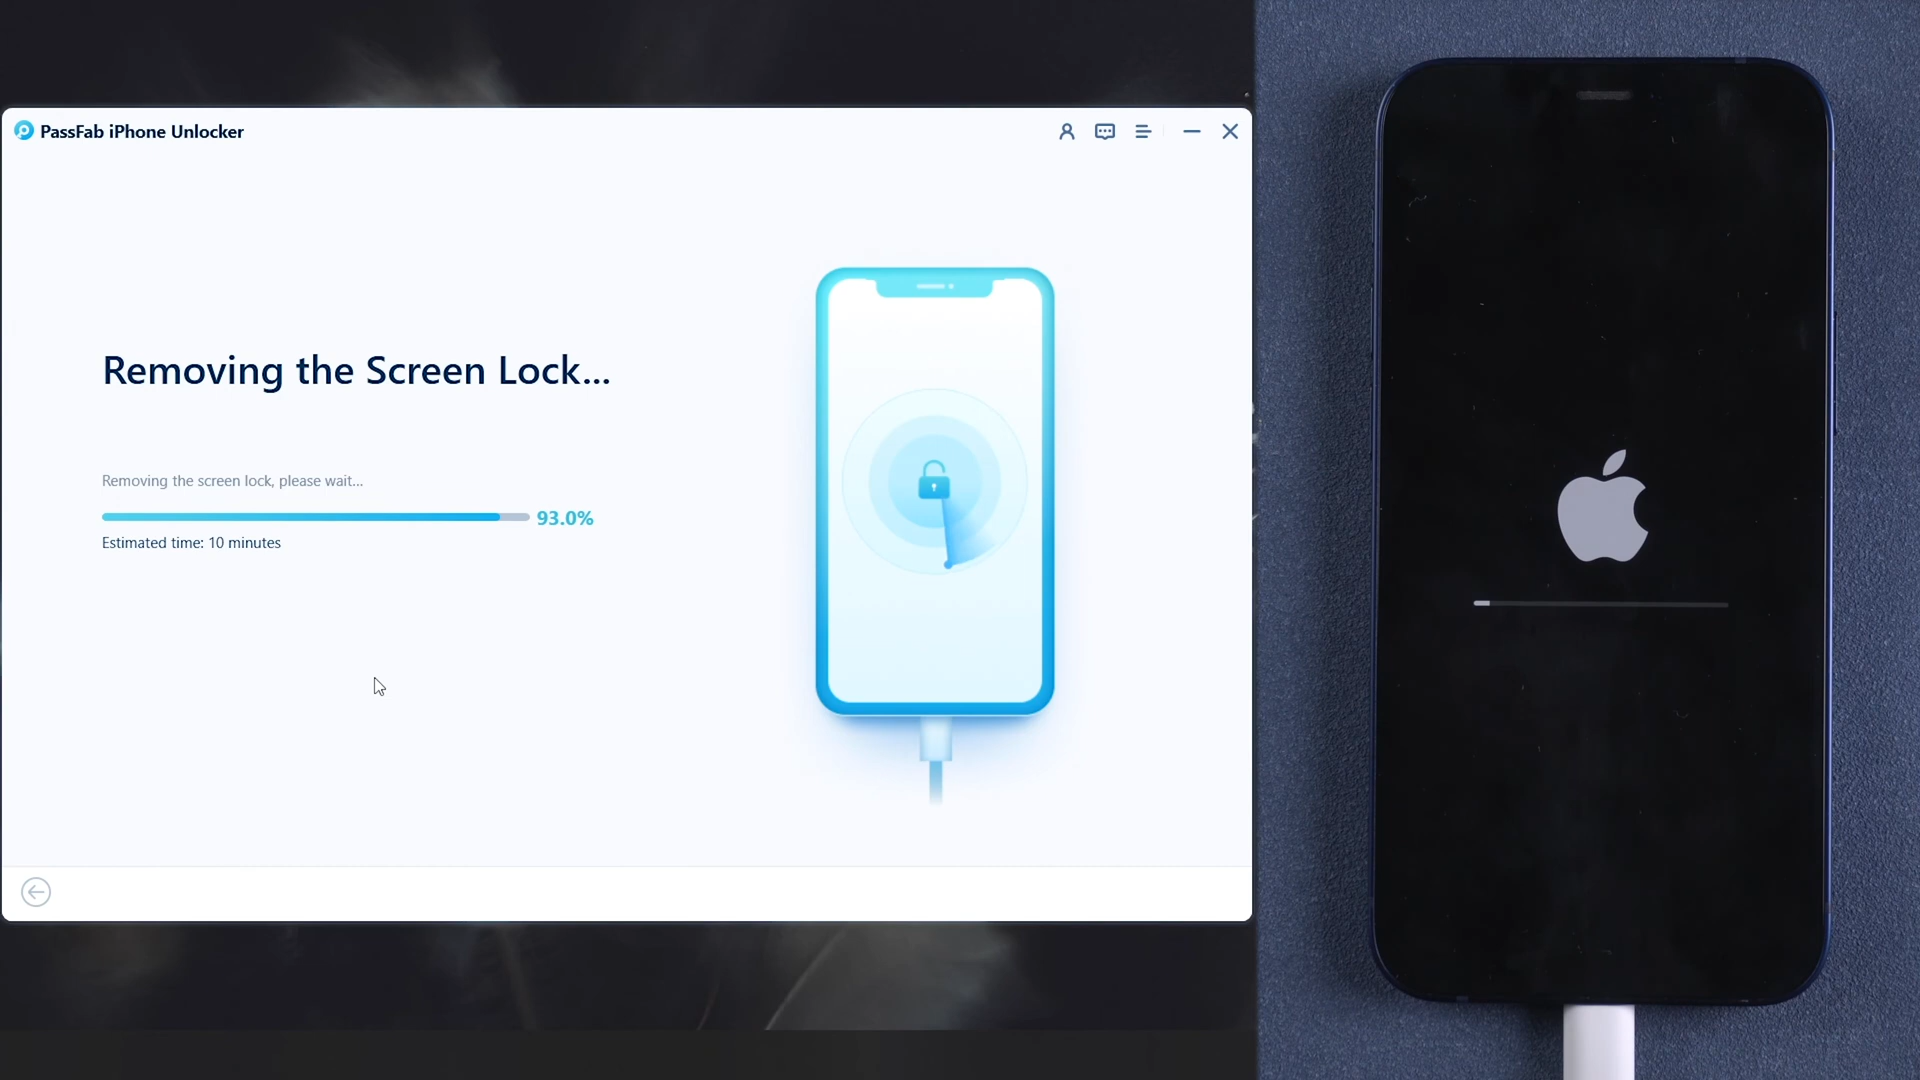 PassFab iPhone Unlocker
Removing the Screen Lock...
Removing the screen lock, please wait...
93.0%
Estimated time: 10 minutes